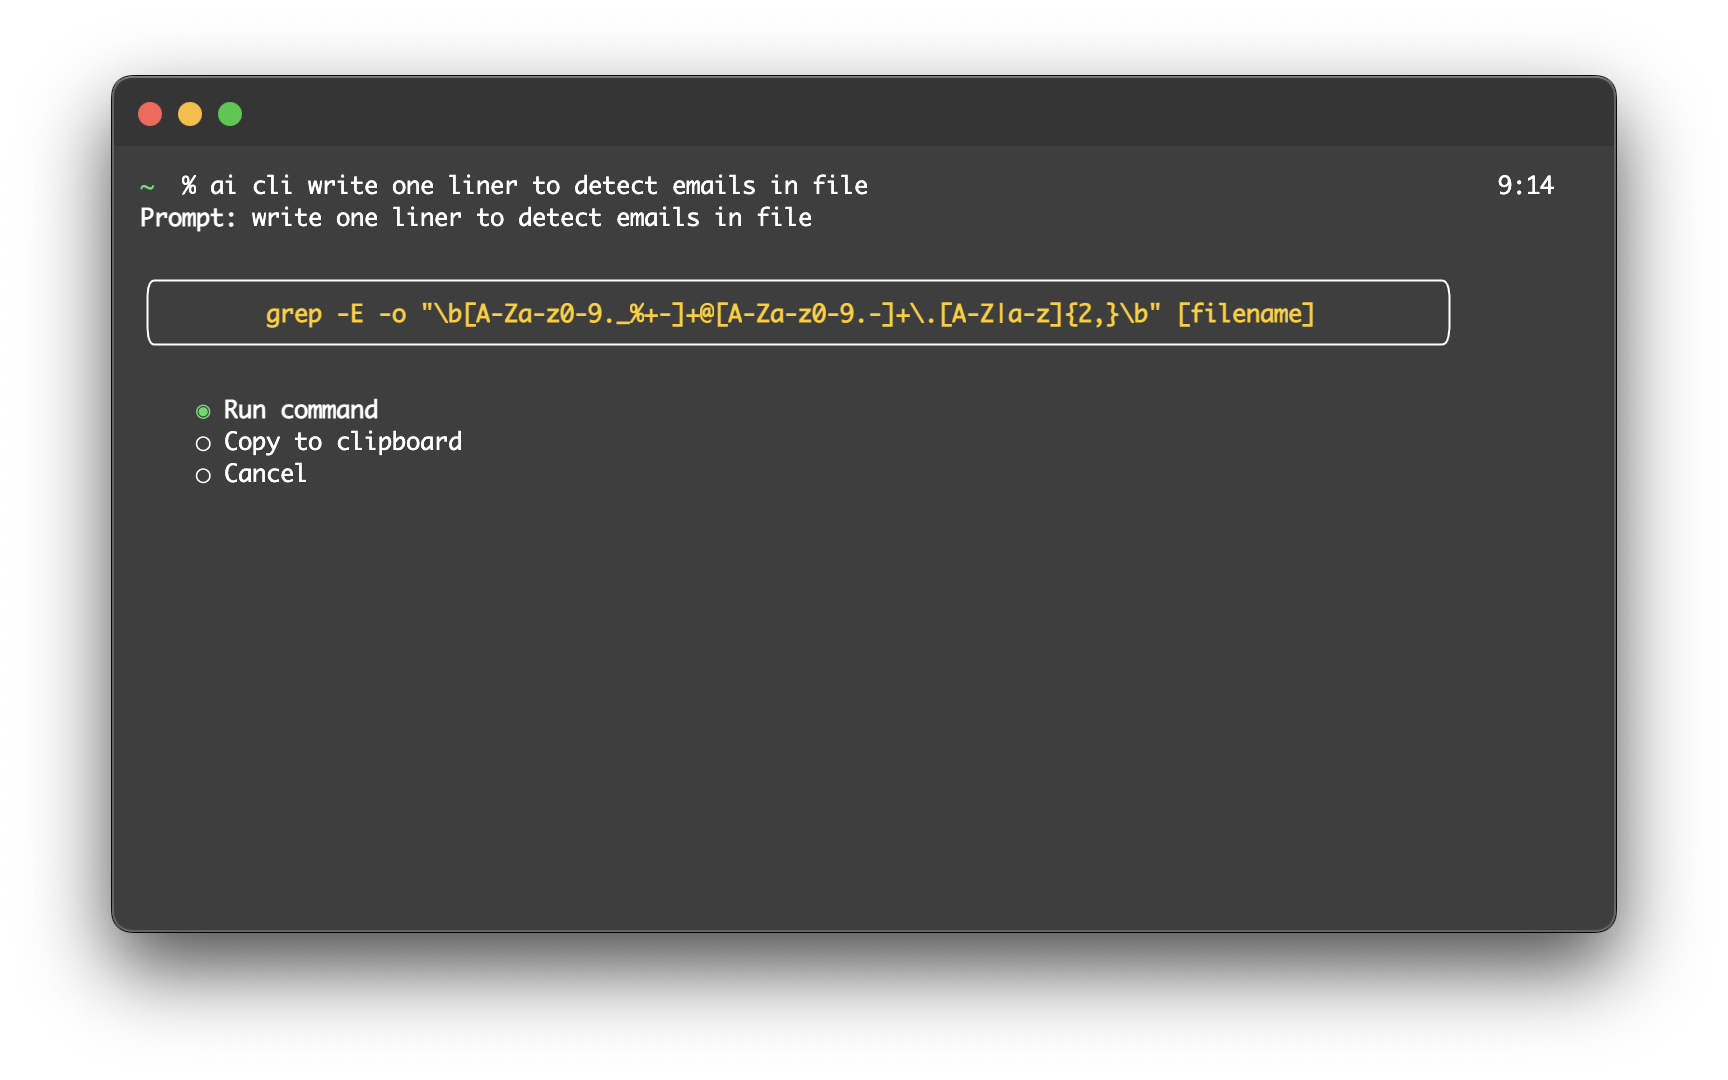 ~ % ai cli write one liner to detect emails in file 9:14
Prompt: write one liner to detect emails in file
grep -E -o "\b[A-Za-z0-9._%+-]+@[A-Za-z0-9.-]+\.[A-Z|a-z]{2,}\b" [filename]
◉ Run command
○ Copy to clipboard
○ Cancel